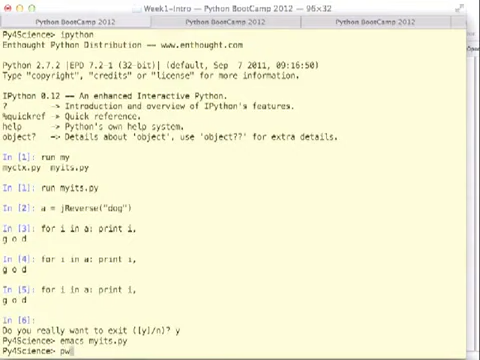 Week1-Intro — Python BootCamp 2012 — 96×32
Python BootCamp 2012
Python BootCamp 2012
Python BootCamp 2012
Py4Science> ipython
Enthought Python Distribution -- www.enthought.com
Python 2.7.2 |EPD 7.2-1 (32-bit)| (default, Sep  7 2011, 09:16:50)
Type "copyright", "credits" or "license" for more information.
IPython 0.12 -- An enhanced Interactive Python.
?         -> Introduction and overview of IPython's features.
%quickref -> Quick reference.
help      -> Python's own help system.
object?   -> Details about 'object', use 'object??' for extra details.
In [1]: run my
myctx.py  myits.py
In [1]: run myits.py
In [2]: a = jReverse("dog")
In [3]: for i in a: print i,
g o d
In [4]: for i in a: print i,
g o d
In [5]: for i in a: print i,
g o d
In [6]:
Do you really want to exit ([y]/n)? y
Py4Science> emacs myits.py
Py4Science> pw